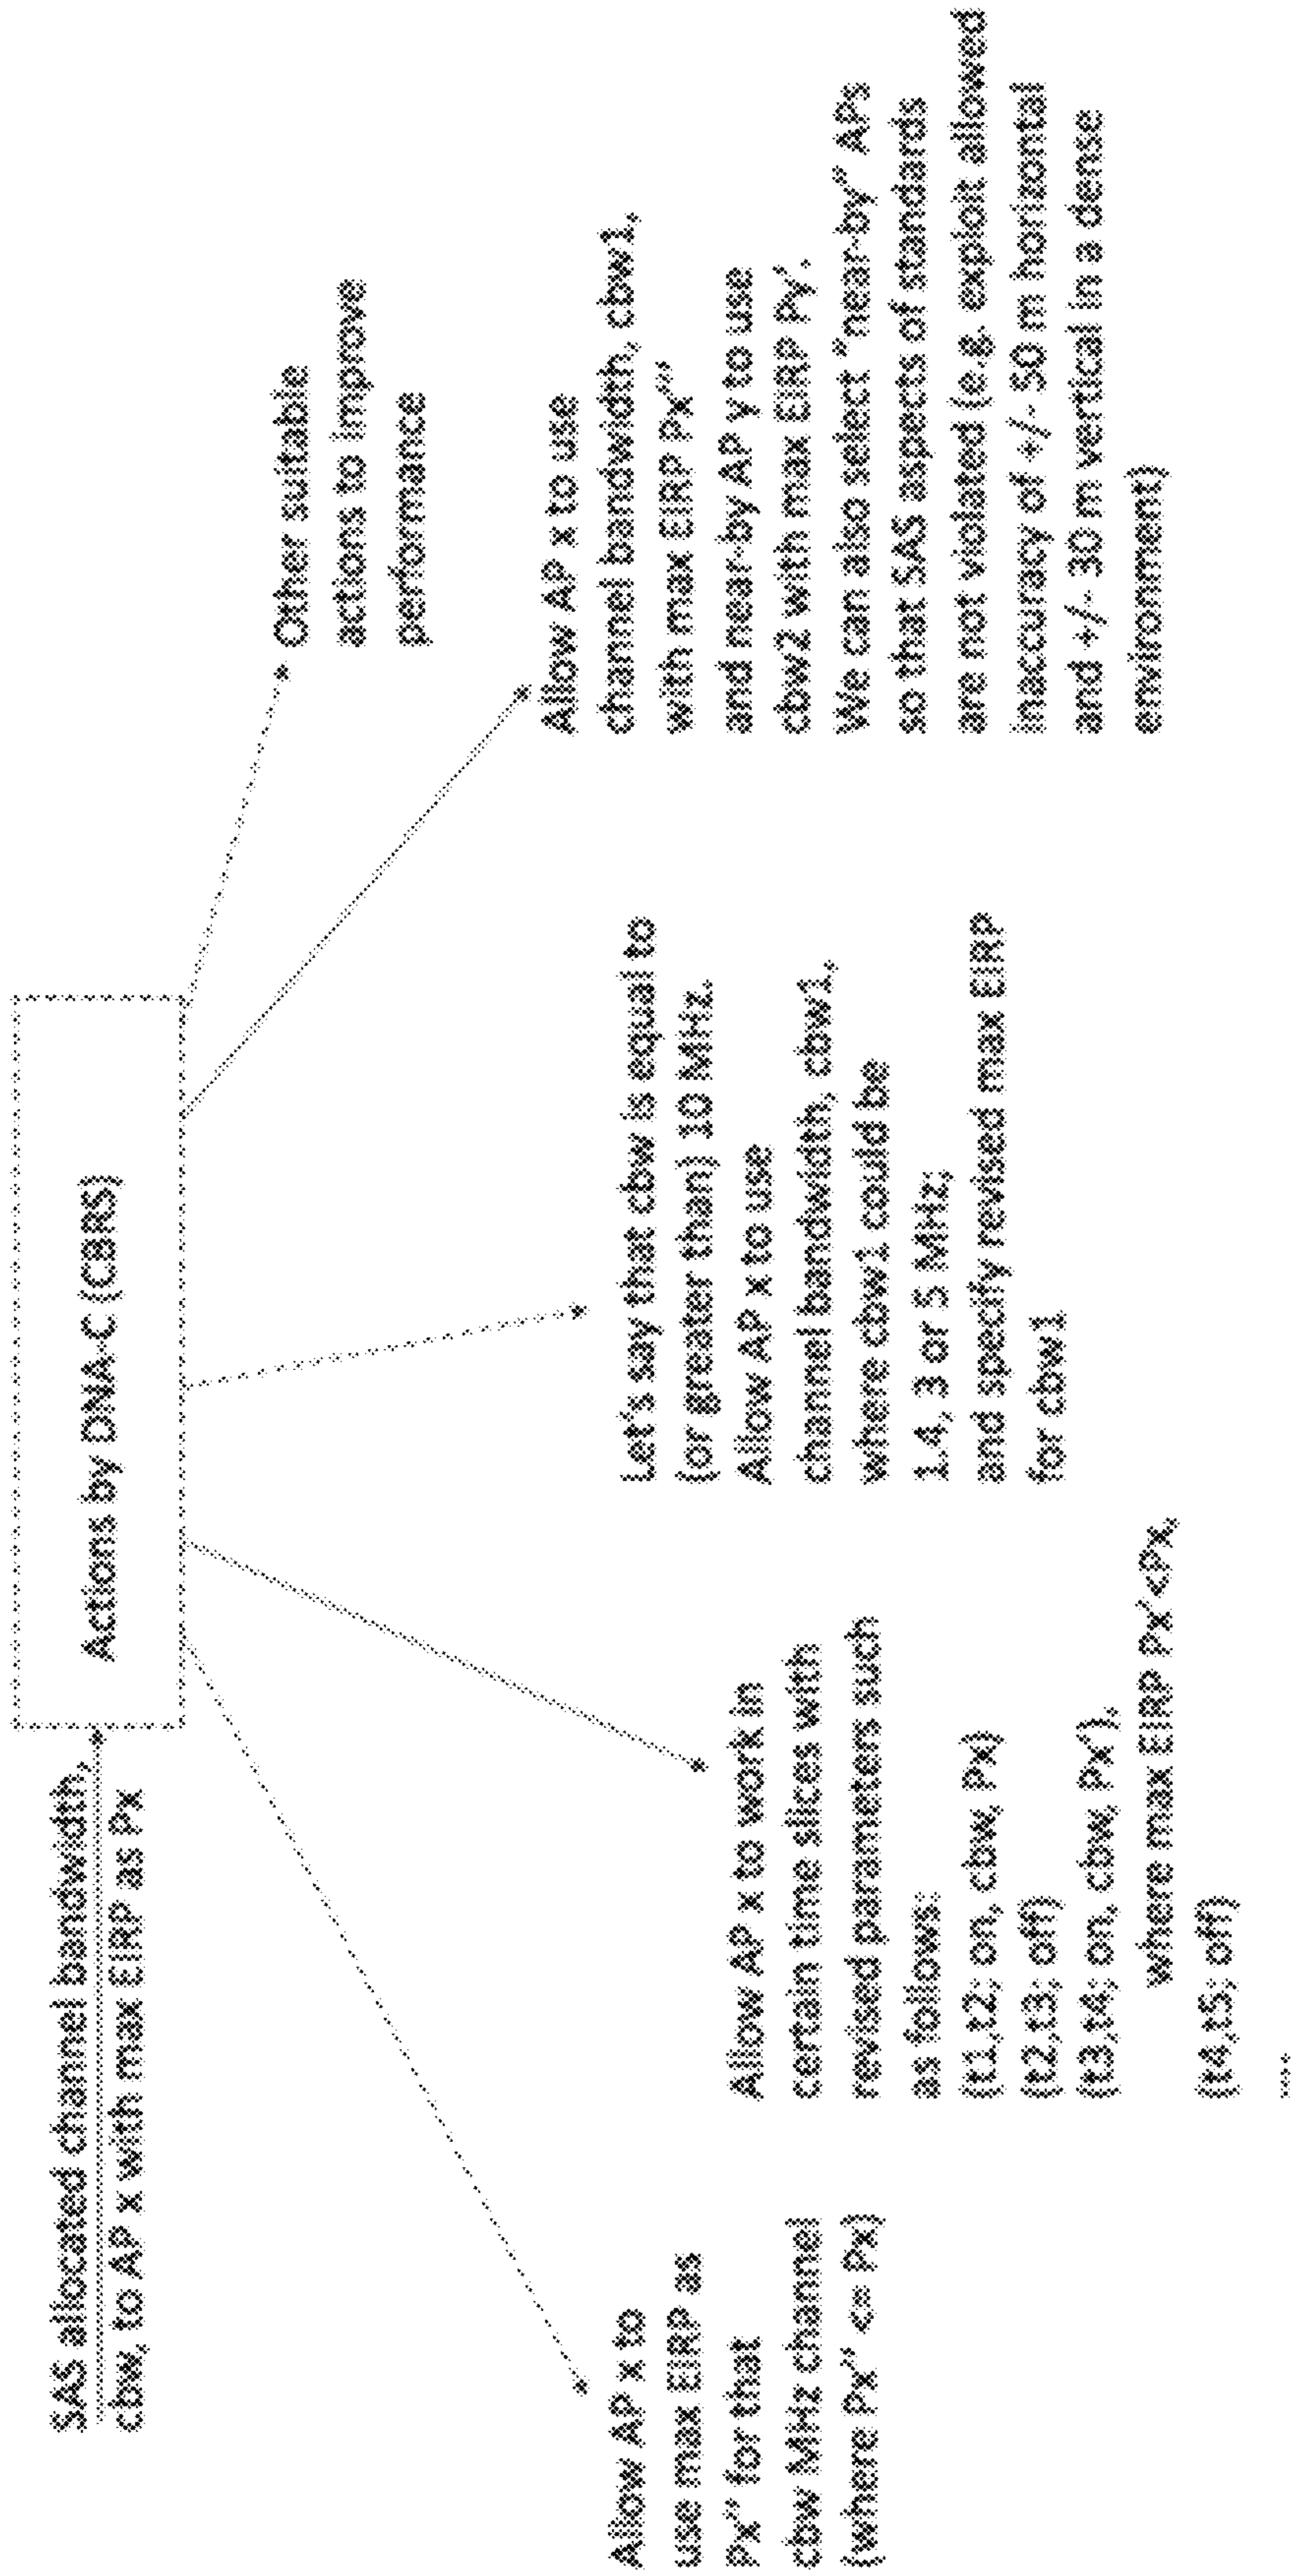 SAS allocated channel bandwidth,
cbw, to AP x with max EIRP as Px
Actions by DNA-C (CBRS)
Allow AP x to
use max EIRP as
Px'' for that
cbw MHz channel
(where Px'' <= Px)
Allow AP x to work in
certain time slices with
revised parameters such
as follows:
(t1,t2; on, cbw, Px)
(t2,t3; off)
(t3,t4; on, cbw, Px'),
where max EIRP Px'<Px,
(t4,t5; off)
....
Let's say that cbw is equal to
(or greater than) 10 MHz.
Allow AP x to use
channel bandwidth, cbw1,
where cbw1 could be
1.4, 3 or 5 MHz;
and specify revised max EIRP
for cbw1
Allow AP x to use
channel bandwidth, cbw1,
with max EIRP Px'''
and near-by AP y to use
cbw2 with max EIRP Py'.
We can also select "near-by" APs
so that SAS aspects of standards
are not violated (e.g. exploit allowed
inaccuracy of +/- 50 m horizontal
and +/- 30 m vertical in a dense
environment)
Other suitable
actions to improve
performance